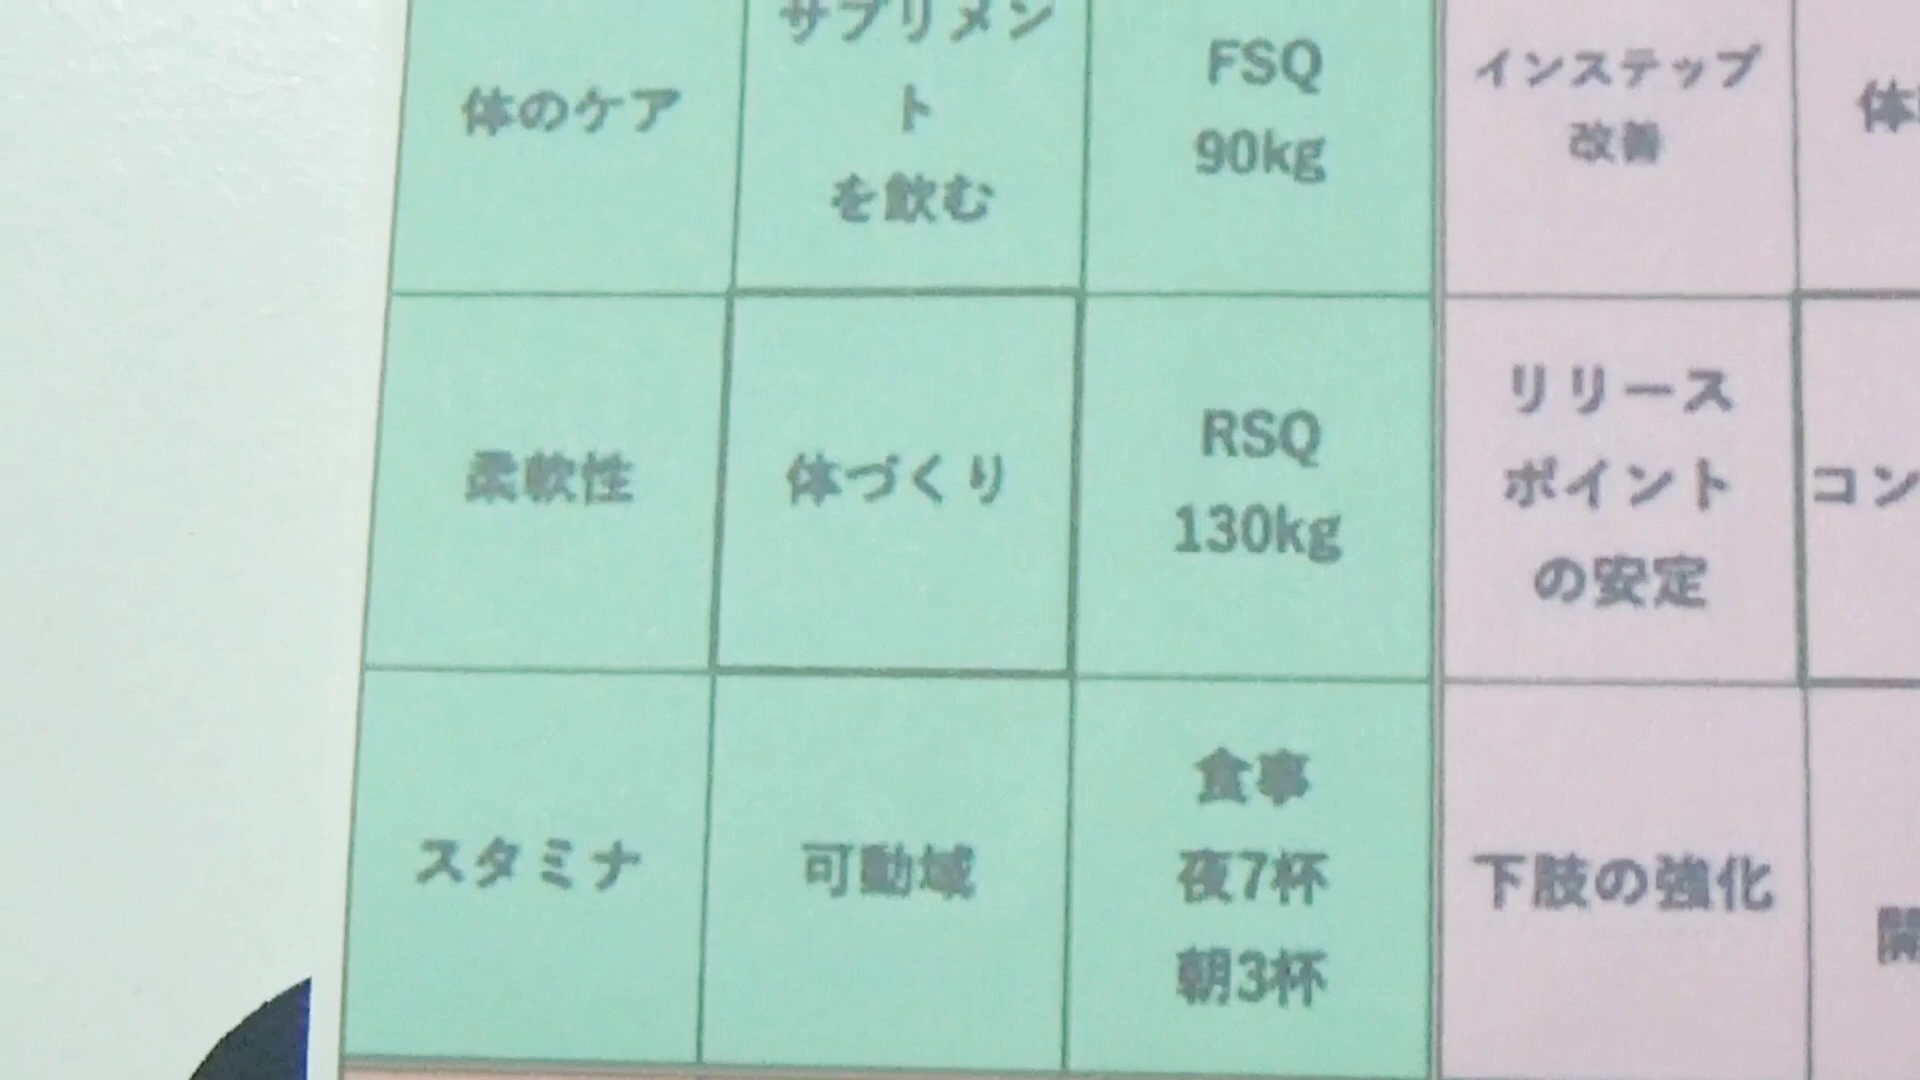 体のケア
サプリメン
ト
を飲む
FSQ
90kg
インステップ
改善
体
柔軟性
体づくり
RSQ
130kg
リリース
ポイント
の安定
コン
スタミナ
可動域
食事
夜7杯
朝3杯
下肢の強化
開